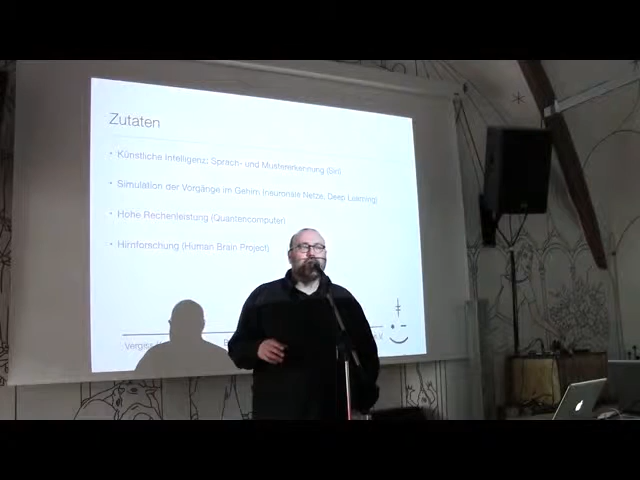 Zutaten
• Künstliche Intelligenz: Sprach- und Mustererkennung (Siri)
• Simulation der Vorgänge im Gehirn (neuronale Netze, Deep Learning)
• Hohe Rechenleistung (Quantencomputer)
• Hirnforschung (Human Brain Project)